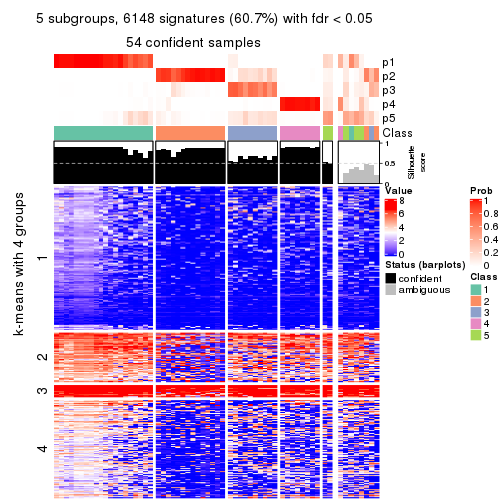 5 subgroups, 6148 signatures (60.7%) with fdr < 0.05
54 confident samples
p1
p2
p3
p4
p5
Class
1
0.5
0
Silhouette
score
k-means with 4 groups
1
2
3
4
Value
8
6
4
2
0
Status (barplots)
confident
ambiguous
Prob
1
0.8
0.6
0.4
0.2
0
Class
1
2
3
4
5